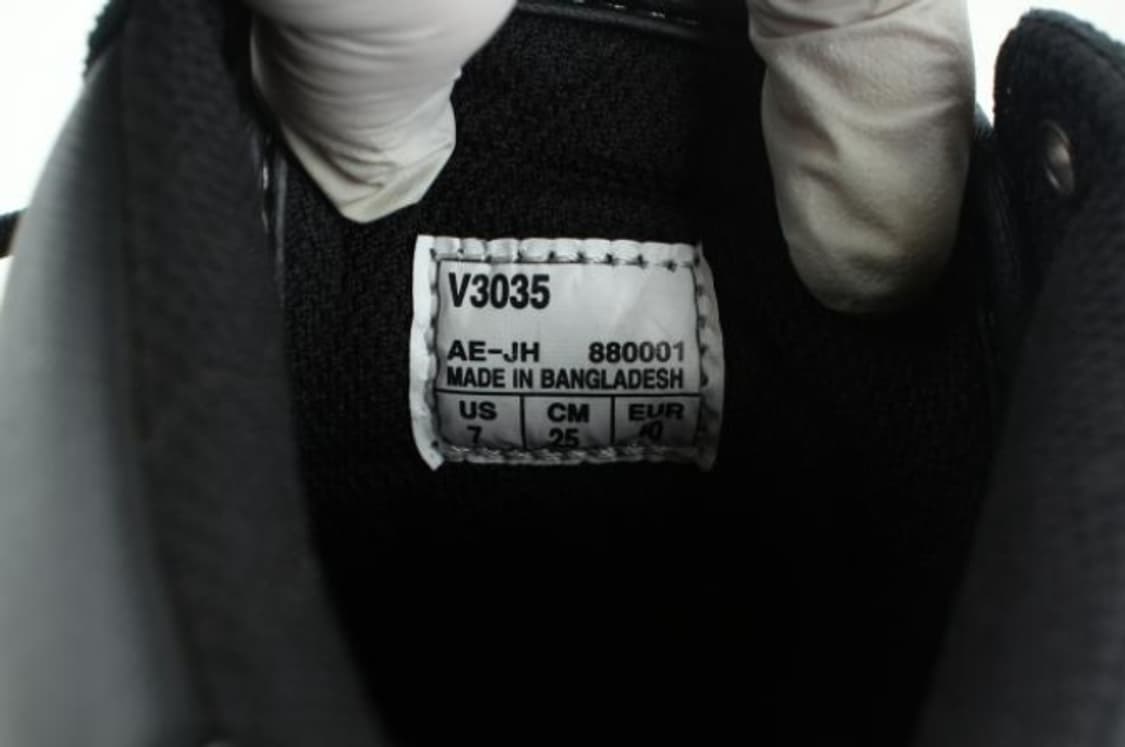 V3035
AE-JH 880001
MADE IN BANGLADESH
US CM EUR
7 25 40